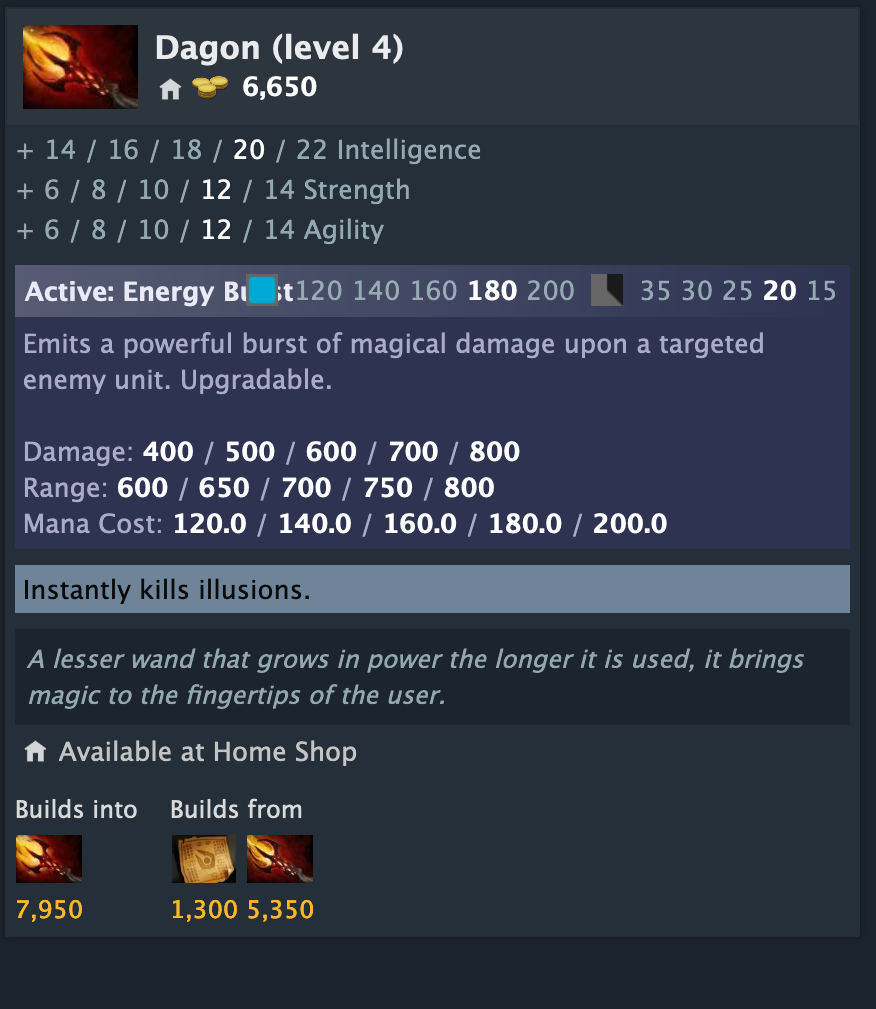 Dagon (level 4)
6,650
+ 14 / 16 / 18 / 20 / 22 Intelligence
+ 6 / 8 / 10 / 12 / 14 Strength
+ 6 / 8 / 10 / 12 / 14 Agility
Active: Energy 120 140 160 180 200 35 30 25 20 15
Emits a powerful burst of magical damage upon a targeted
enemy unit. Upgradable.
Damage: 400 / 500 / 600 / 700 / 800
Range: 600 / 650 / 700 / 750 / 800
Mana Cost: 120.0 / 140.0 / 160.0 / 180.0 / 200.0
Instantly kills illusions.
A lesser wand that grows in power the longer it is used, it brings
magic to the fingertips of the user.
Available at Home Shop
Builds into Builds from
7,950 1,300 5,350